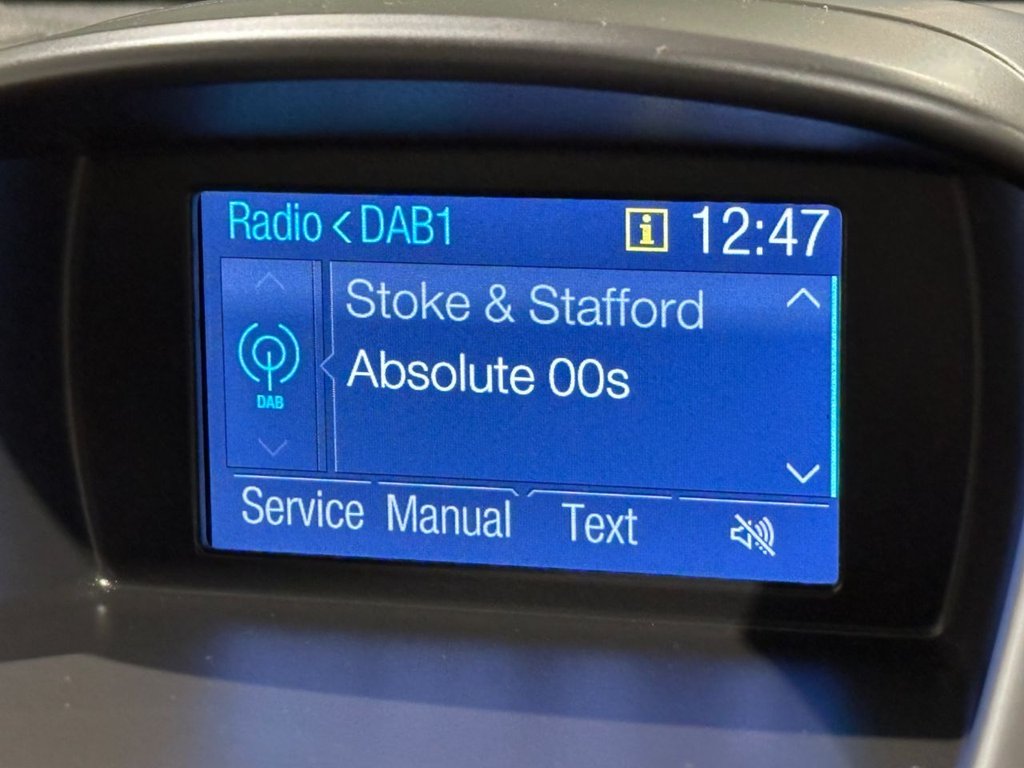 Radio < DAB1 i 12:47
Stoke & Stafford
Absolute 00s
DAB
Service Manual Text